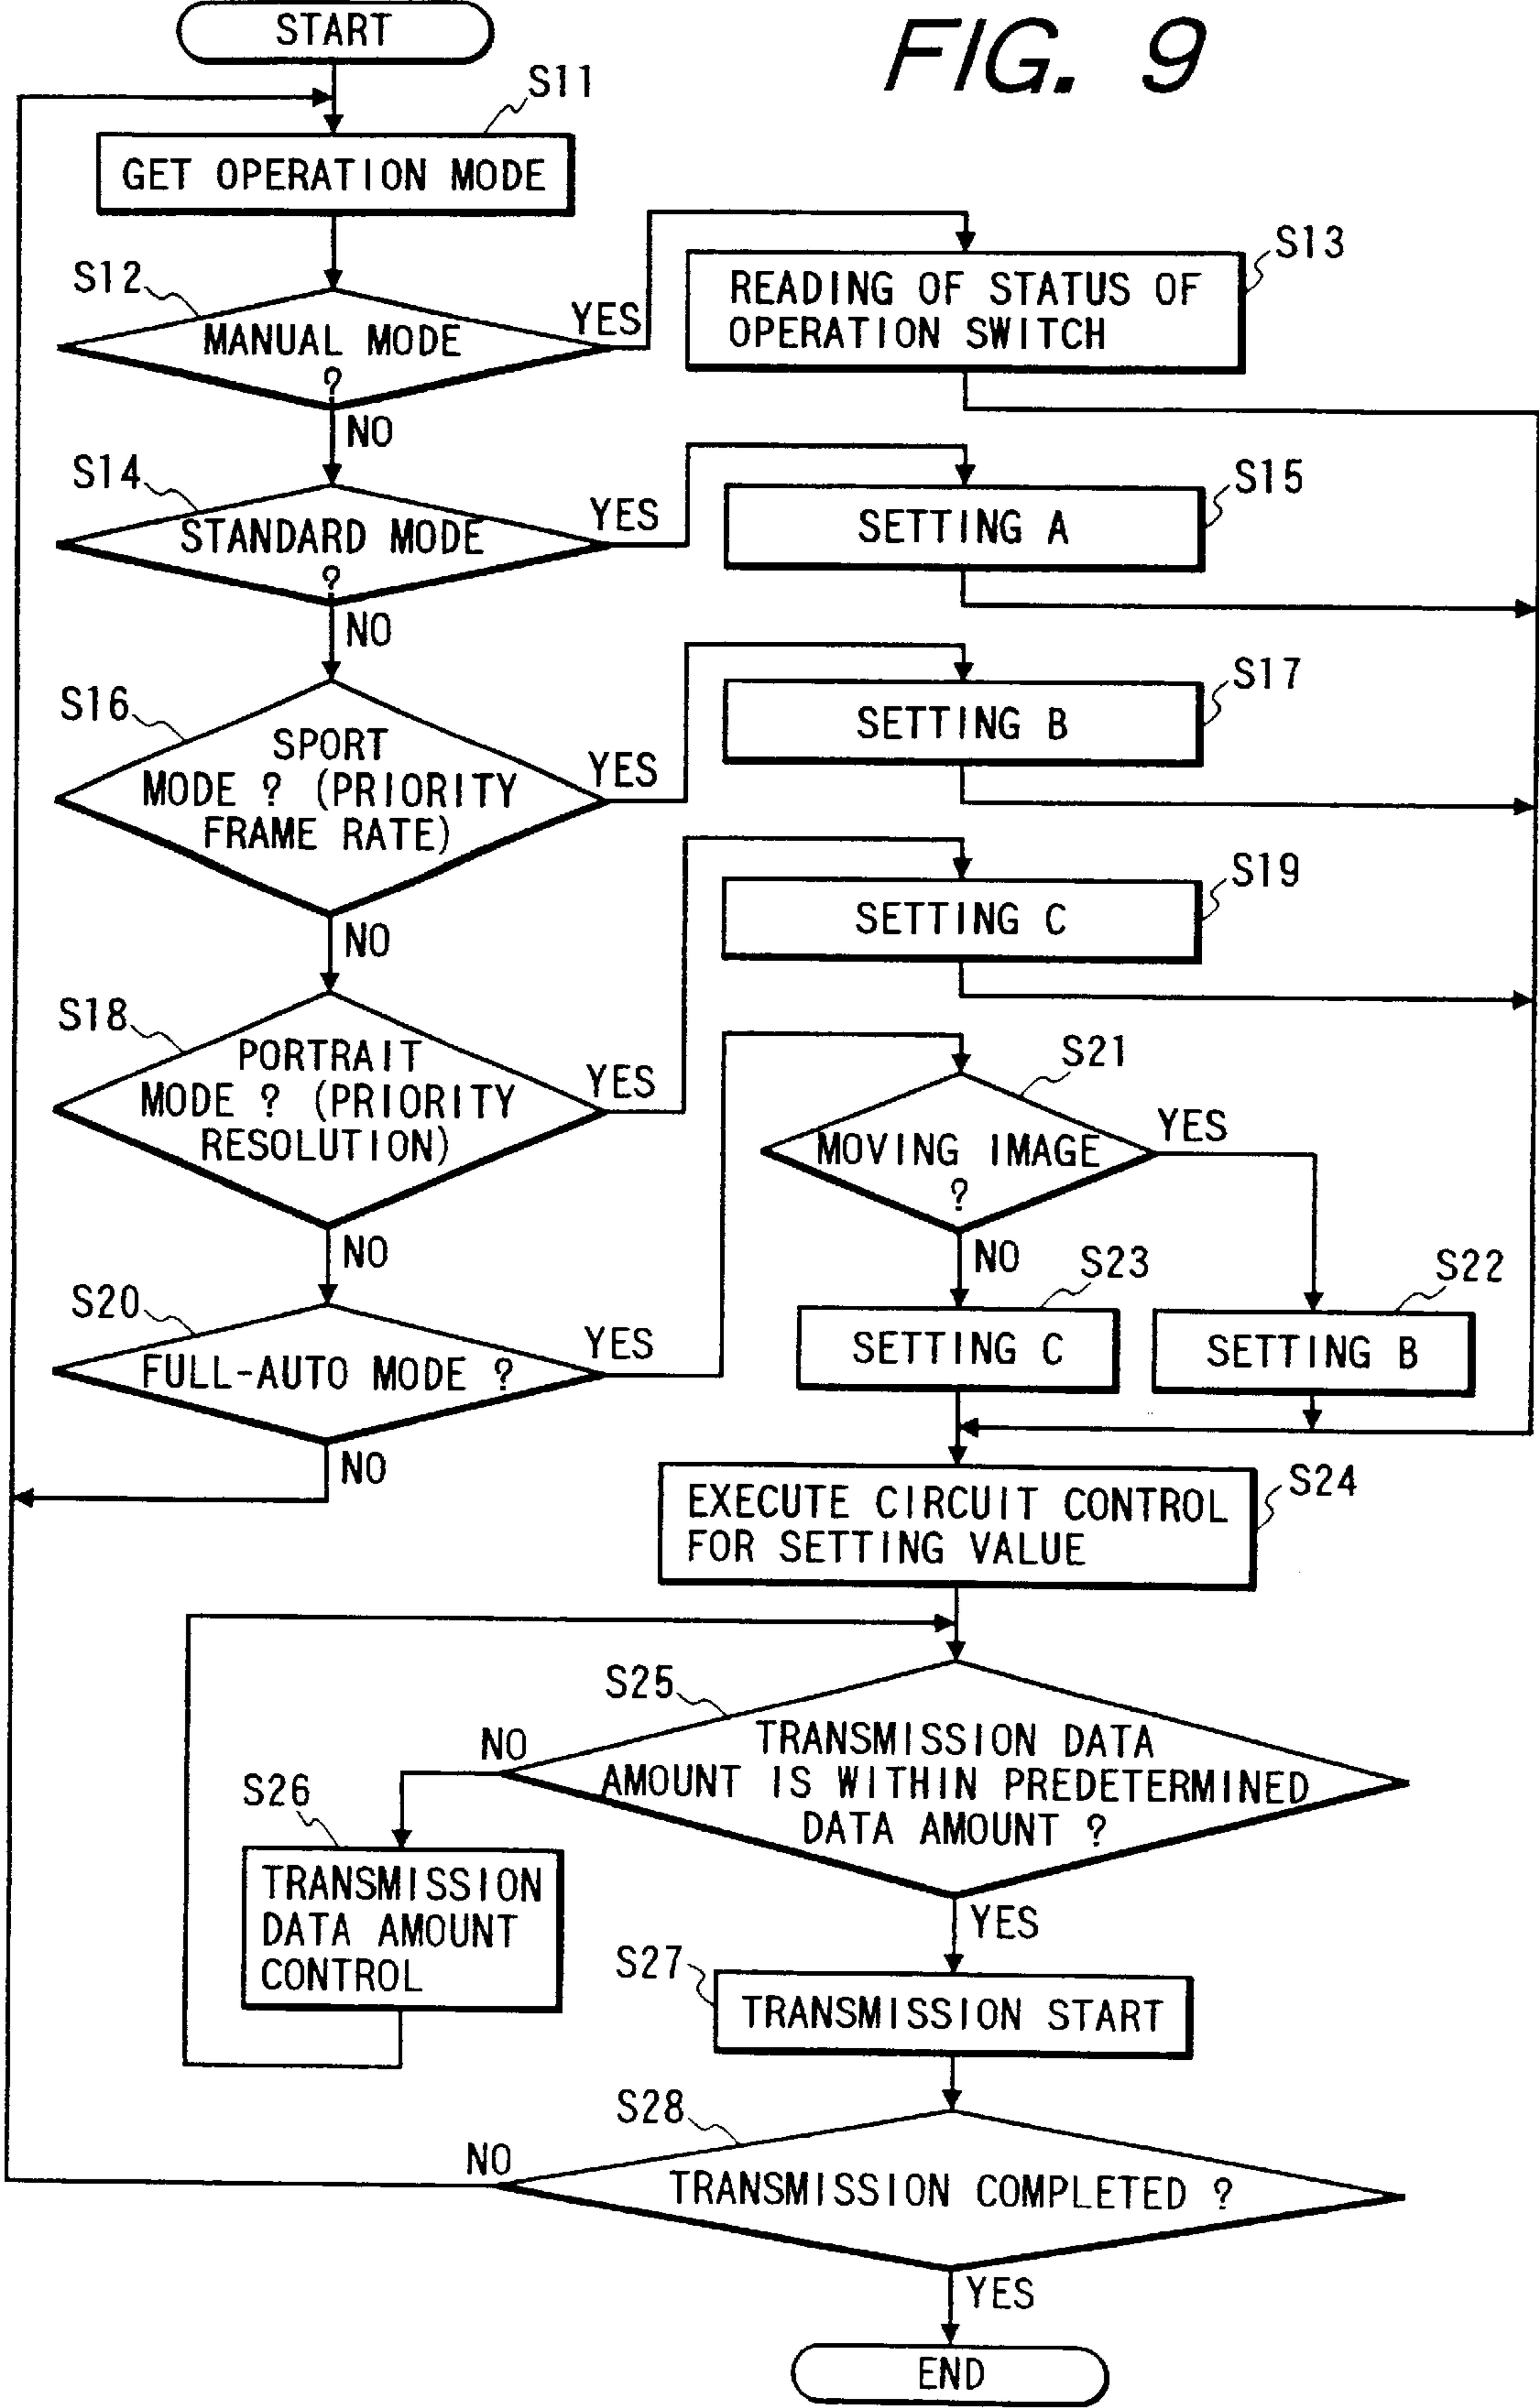 START
FIG. 9
S11
GET OPERATION MODE
S12
MANUAL MODE
?
YES
NO
S13
READING OF STATUS OF
OPERATION SWITCH
S14
STANDARD MODE
?
YES
NO
S15
SETTING A
S16
SPORT
MODE ? (PRIORITY
FRAME RATE)
YES
NO
S17
SETTING B
S18
PORTRAIT
MODE ? (PRIORITY
RESOLUTION)
YES
NO
S19
SETTING C
S20
FULL-AUTO MODE ?
YES
NO
S21
MOVING IMAGE
?
YES
NO
S23
SETTING C
S22
SETTING B
S24
EXECUTE CIRCUIT CONTROL
FOR SETTING VALUE
S25
TRANSMISSION DATA
AMOUNT IS WITHIN PREDETERMINED
DATA AMOUNT ?
NO
YES
S26
TRANSMISSION
DATA AMOUNT
CONTROL
S27
TRANSMISSION START
S28
TRANSMISSION COMPLETED ?
NO
YES
END